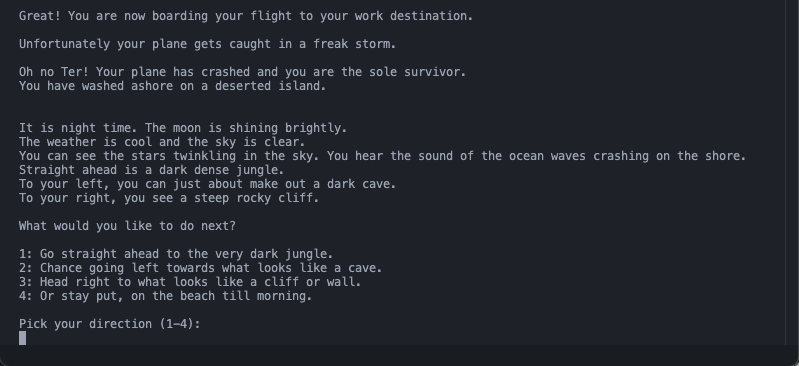 Great! You are now boarding your flight to your work destination.
Unfortunately your plane gets caught in a freak storm.
Oh no Ter! Your plane has crashed and you are the sole survivor.
You have washed ashore on a deserted island.
It is night time. The moon is shining brightly.
The weather is cool and the sky is clear.
You can see the stars twinkling in the sky. You hear the sound of the ocean waves crashing on the shore.
Straight ahead is a dark dense jungle.
To your left, you can just about make out a dark cave.
To your right, you see a steep rocky cliff.
What would you like to do next?
1: Go straight ahead to the very dark jungle.
2: Chance going left towards what looks like a cave.
3: Head right to what looks like a cliff or wall.
4: Or stay put, on the beach till morning.
Pick your direction (1–4):